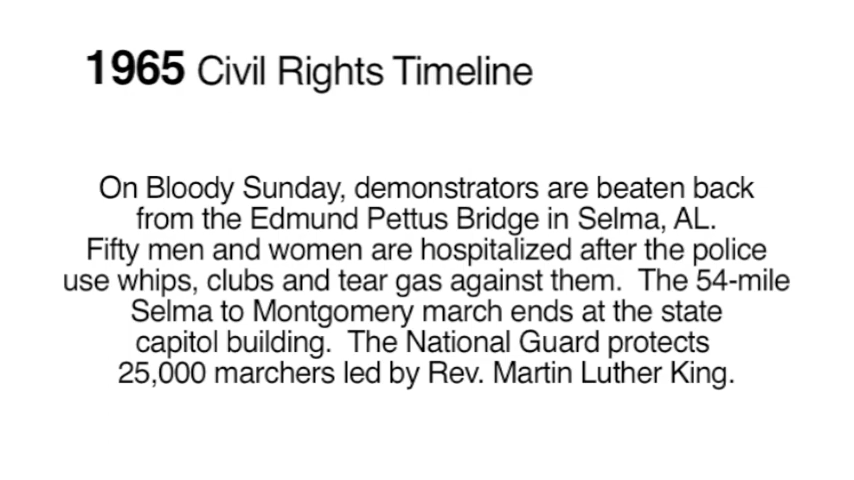 1965 Civil Rights Timeline
On Bloody Sunday, demonstrators are beaten back
from the Edmund Pettus Bridge in Selma, AL.
Fifty men and women are hospitalized after the police
use whips, clubs and tear gas against them.  The 54-mile
Selma to Montgomery march ends at the state
capitol building.  The National Guard protects
25,000 marchers led by Rev. Martin Luther King.